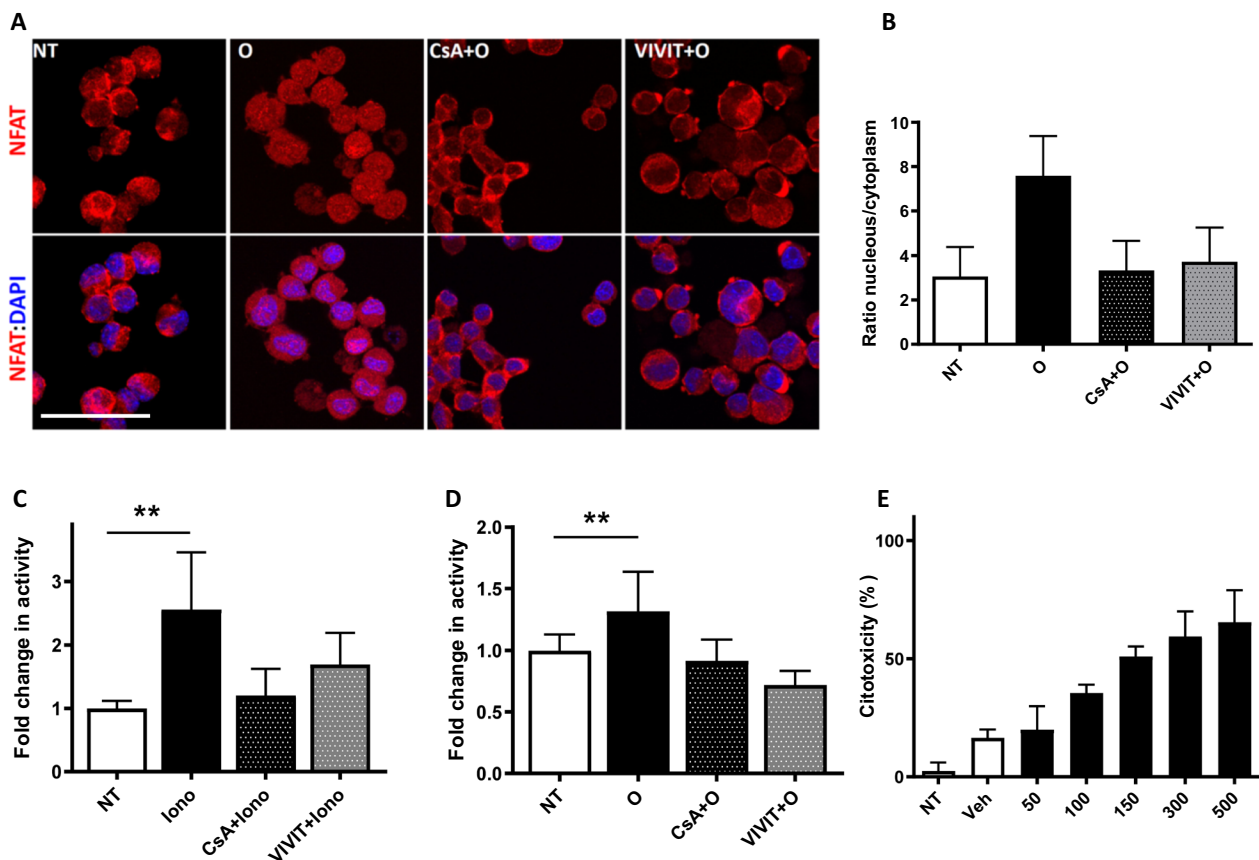 A
NT
O
CsA+O
VIVIT+O
NFAT
NFAT:DAPI
B
Ratio nucleous/cytoplasm
10
8
6
4
2
0
NT
O
CsA+O
VIVIT+O
C
Fold change in activity
3
2
1
0
**
NT
Iono
CsA+Iono
VIVIT+Iono
D
Fold change in activity
2.0
1.5
1.0
0.5
0.0
**
NT
O
CsA+O
VIVIT+O
E
Citotoxicity (% )
100
50
0
NT
Veh
50
100
150
300
500